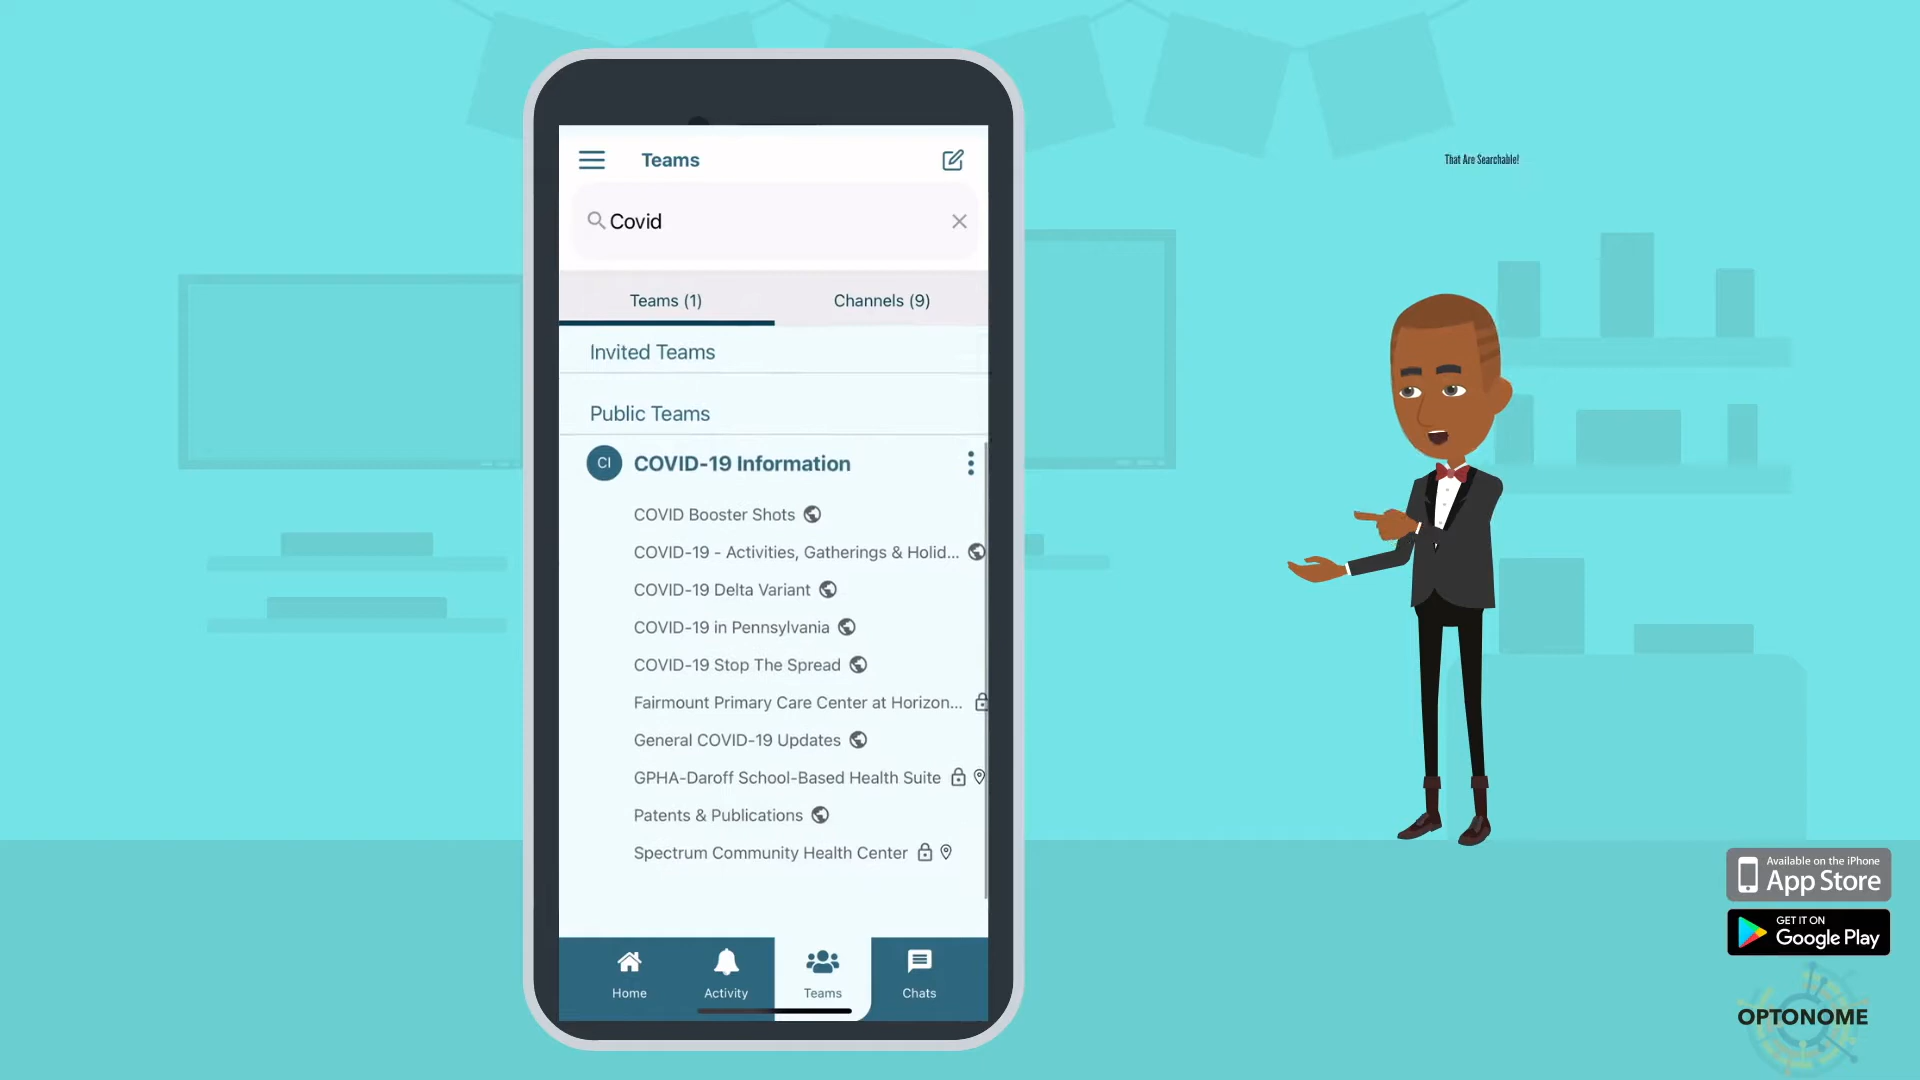 Teams
Covid
Teams (1)
Channels (9)
Invited Teams
Public Teams
CI
COVID-19 Information
COVID Booster Shots
COVID-19 - Activities, Gatherings & Holid...
COVID-19 Delta Variant
COVID-19 in Pennsylvania
COVID-19 Stop The Spread
Fairmount Primary Care Center at Horizon...
General COVID-19 Updates
GPHA-Daroff School-Based Health Suite
Patents & Publications
Spectrum Community Health Center
Home
Activity
Teams
Chats
That Are Searchable!
Available on the iPhone
App Store
GET IT ON
Google Play
OPTONOME